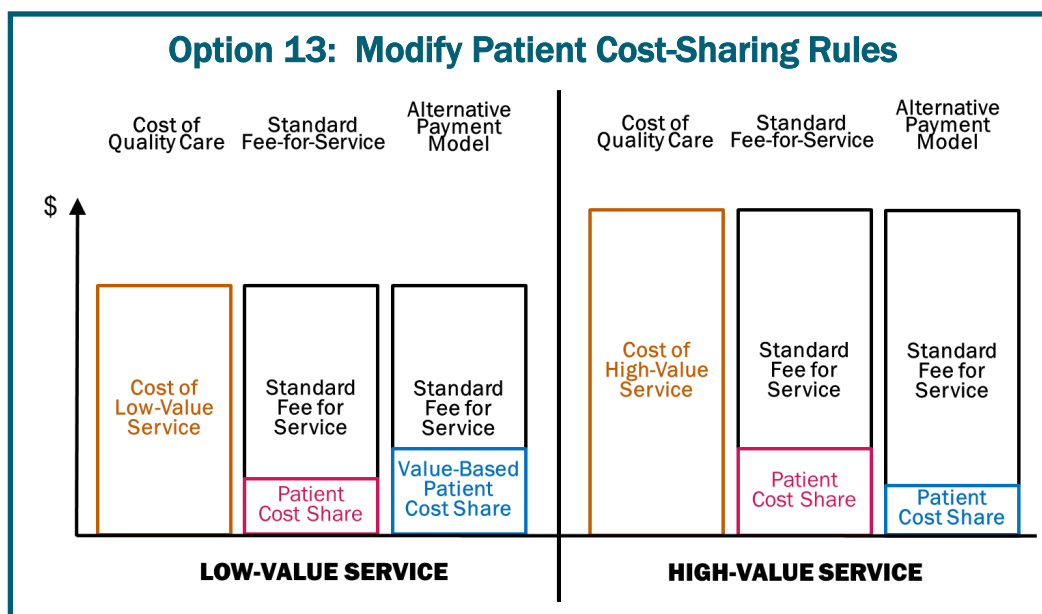 Option 13: Modify Patient Cost-Sharing Rules
Cost of
Quality Care
Standard
Fee-for-Service
Alternative
Payment
Model
Cost of
Quality Care
Standard
Fee-for-Service
Alternative
Payment
Model
$
Cost of
Low-Value
Service
Standard
Fee for
Service
Patient
Cost Share
Standard
Fee for
Service
Value-Based
Patient
Cost Share
Cost of
High-Value
Service
Standard
Fee for
Service
Patient
Cost Share
Standard
Fee for
Service
Patient
Cost Share
LOW-VALUE SERVICE
HIGH-VALUE SERVICE